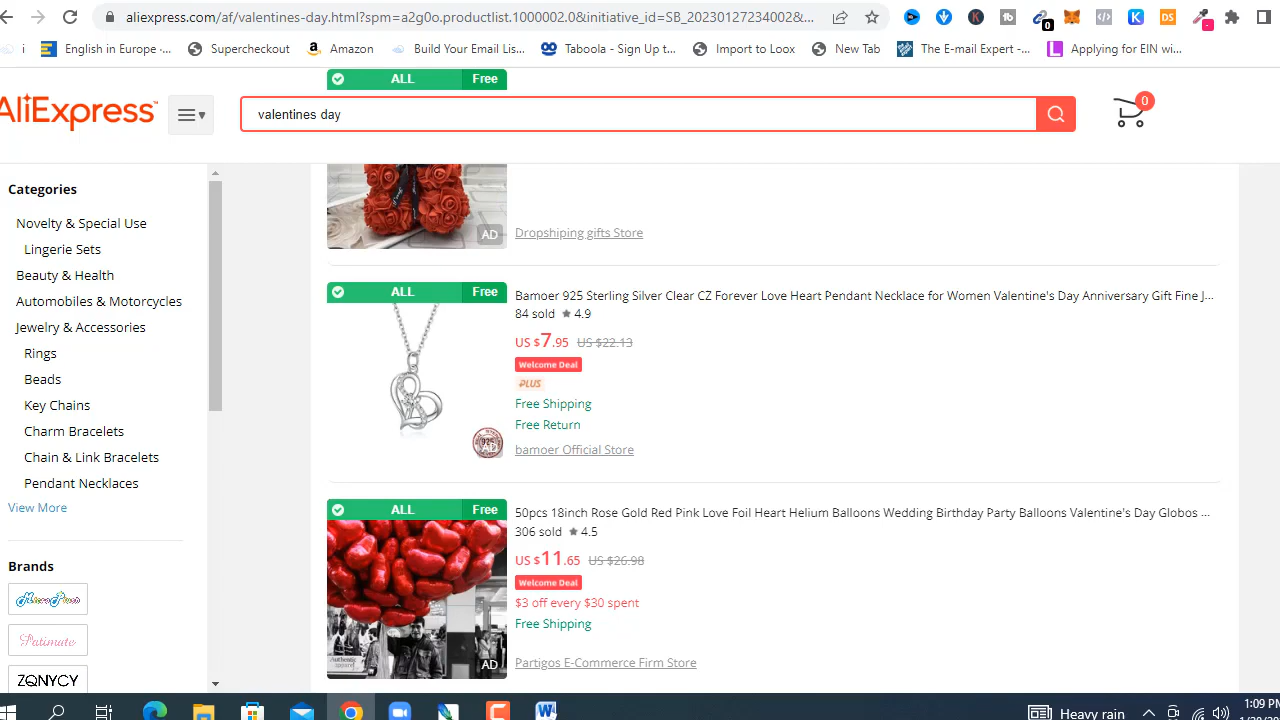 aliexpress.com/af/valentines-day.html?spm=a2g0o.productlist.1000002.0&initiative_id=SB_20230127234602&...
DS
0
English in Europe -...
Supercheckout
Amazon
Build Your Email Lis...
Taboola - Sign Up t...
Imporn to LooX
New Tab
The E-mail Expert -...
Applying for EIN wi...
ALL Free
AliExpress
valentines day
0
Categories
Novelty & Special Use
Lingerie Sets
Beauty & Health
Automobiles & Motorcycles
Jewelry & Accessories
Rings
Beads
Key Chains
Charm Bracelets
Chain & Link Bracelets
Pendant Necklaces
View More
Brands
ZQNYCY
AD
Dropshiping gifts Store
ALL Free
Bamoer 925 Sterling Silver Clear CZ Forever Love Heart Pendant Necklace for Women Valentine's Day Anniversary Gift Fine J...
84 sold 4.9
US $7.95 US $22.13
Welcome Deal
PLUS
Free Shipping
Free Return
bamoer Official Store
925
AD
ALL Free
50pcs 18inch Rose Gold Red Pink Love Foil Heart Helium Balloons Wedding Birthday Party Balloons Valentine's Day Globos ...
306 sold 4.5
US $11.65 US $26.98
Welcome Deal
$3 off every $30 spent
Free Shipping
Partigos E-Commerce Firm Store
AD
Heavy rain
1:09 PM